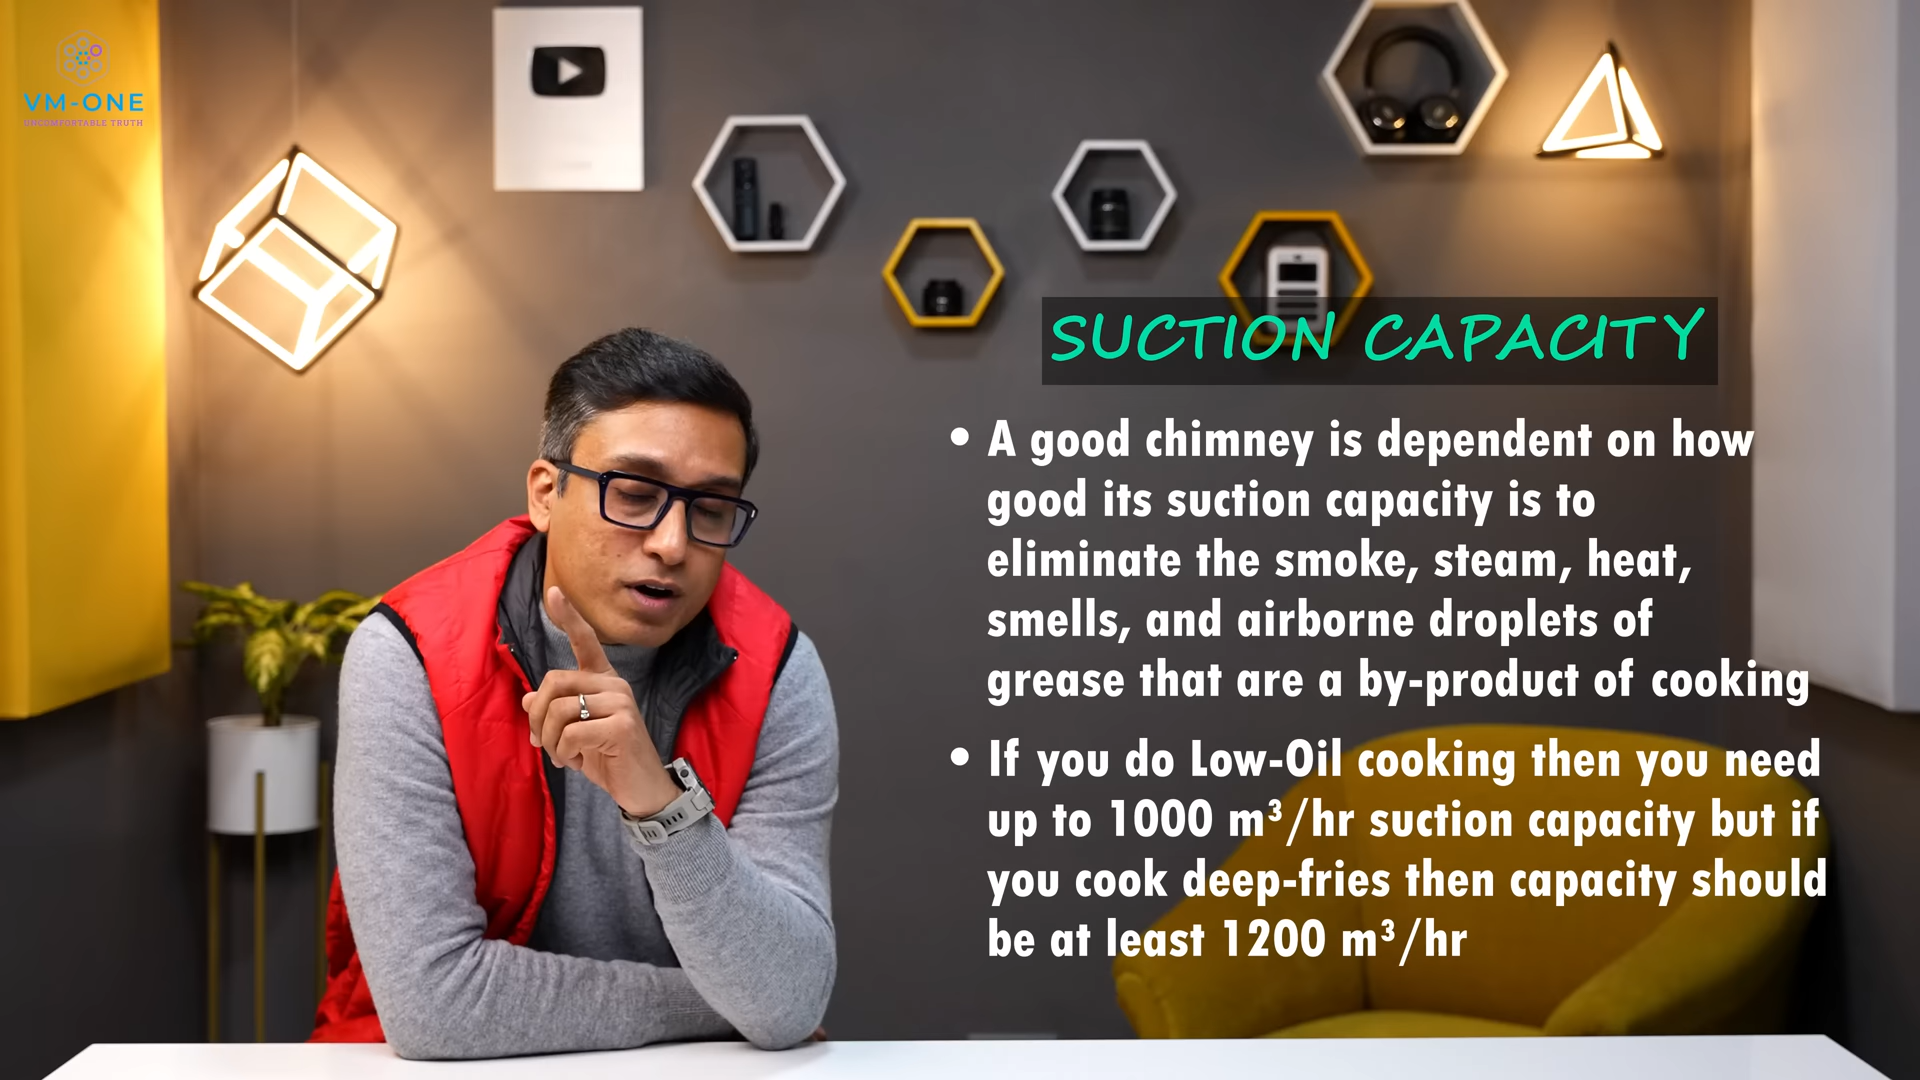 VM-ONE
UNCOMFORTABLE TRUTH
SUCTION CAPACITY
• A good chimney is dependent on how
good its suction capacity is to
eliminate the smoke, steam, heat,
smells, and airborne droplets of
grease that are a by-product of cooking
• If you do Low-Oil cooking then you need
up to 1000 m³/hr suction capacity but if
you cook deep-fries then capacity should
be at least 1200 m³/hr